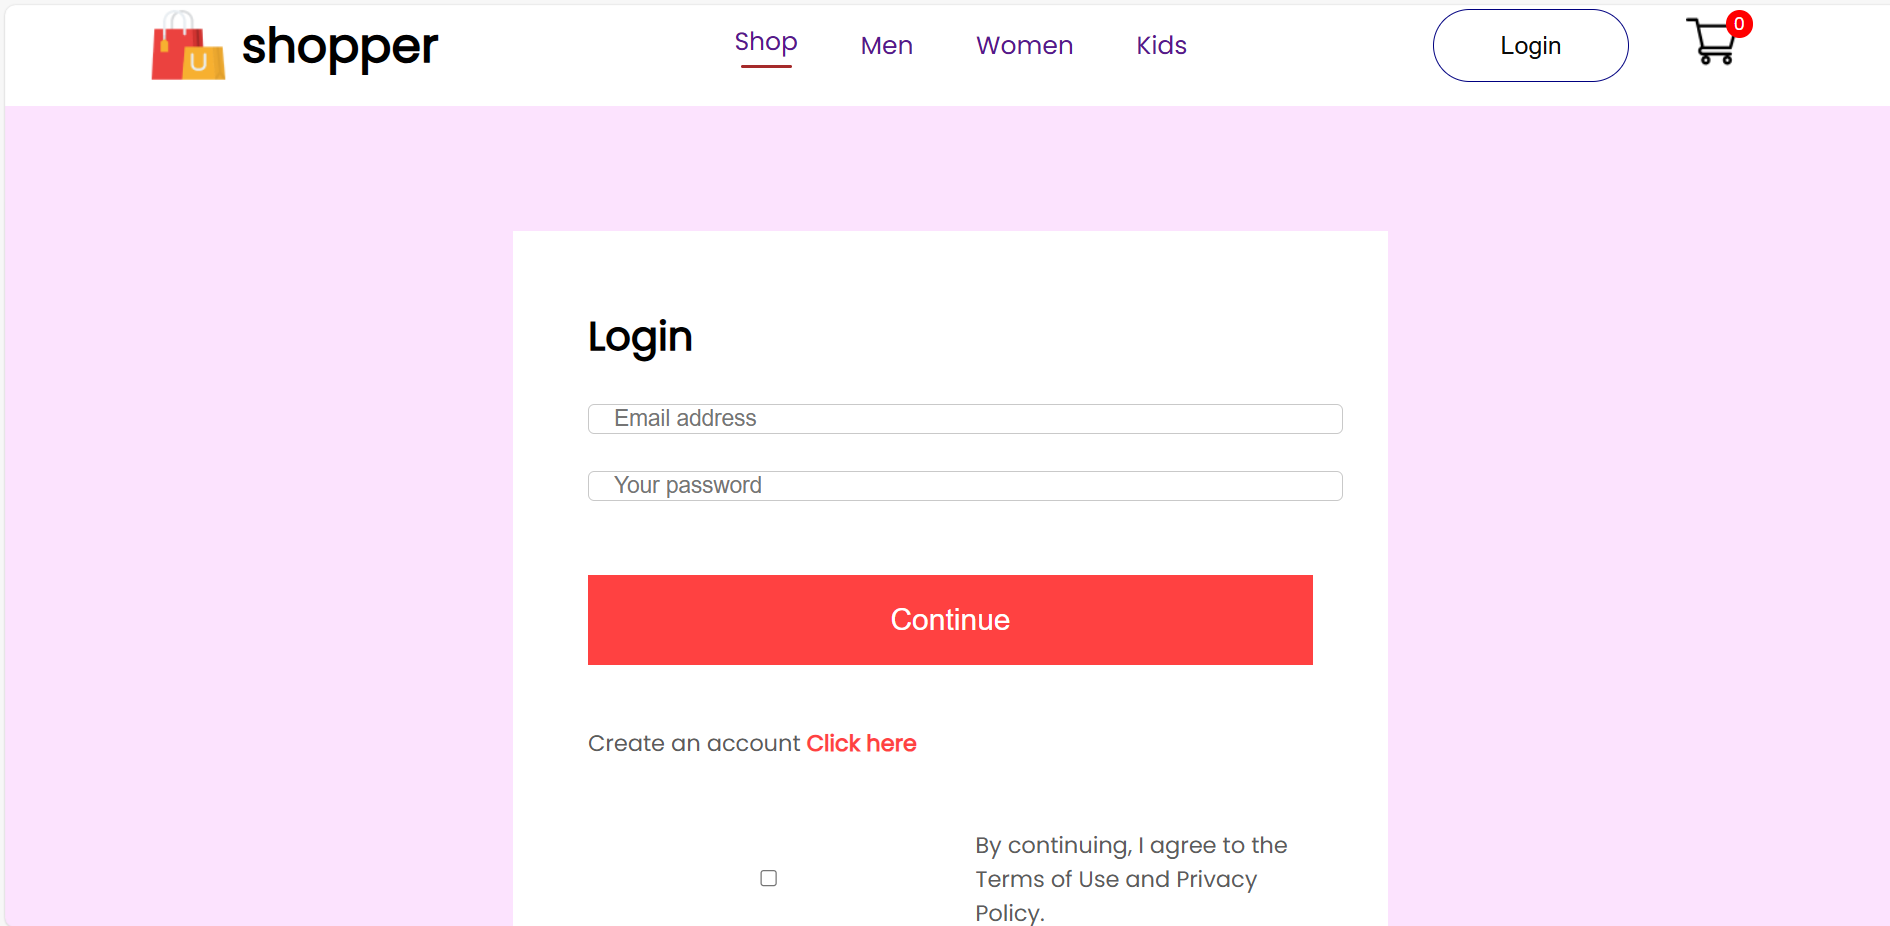 shopper
Shop
Men
Women
Kids
Login
0
Login
Email address
Your password
Continue
Create an account Click here
By continuing, I agree to the
Terms of Use and Privacy
Policy.